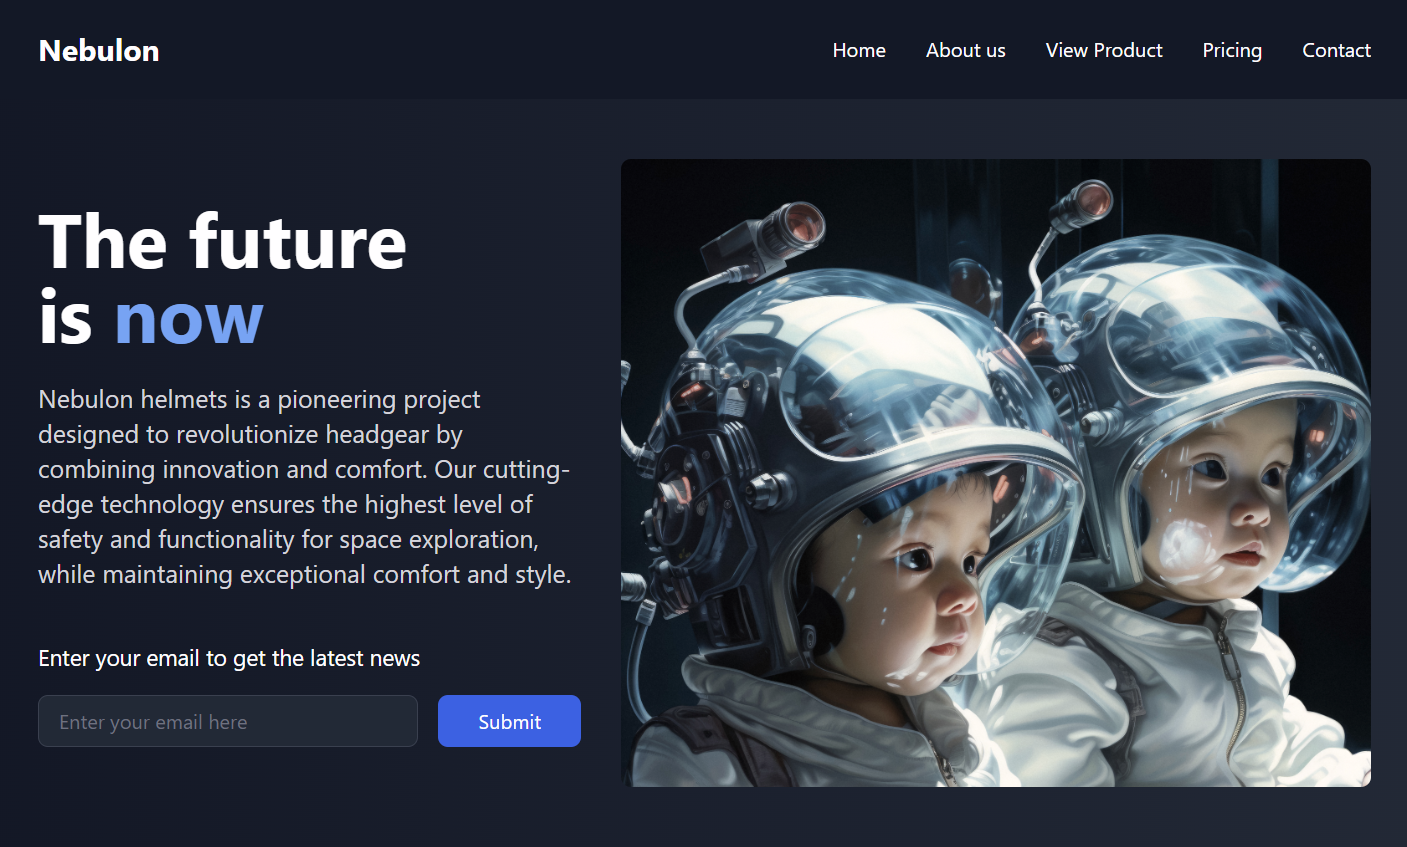 Nebulon
Home About us View Product Pricing Contact
The future
is now
Nebulon helmets is a pioneering project
designed to revolutionize headgear by
combining innovation and comfort. Our cutting-
edge technology ensures the highest level of
safety and functionality for space exploration,
while maintaining exceptional comfort and style.
Enter your email to get the latest news
Enter your email here
Submit